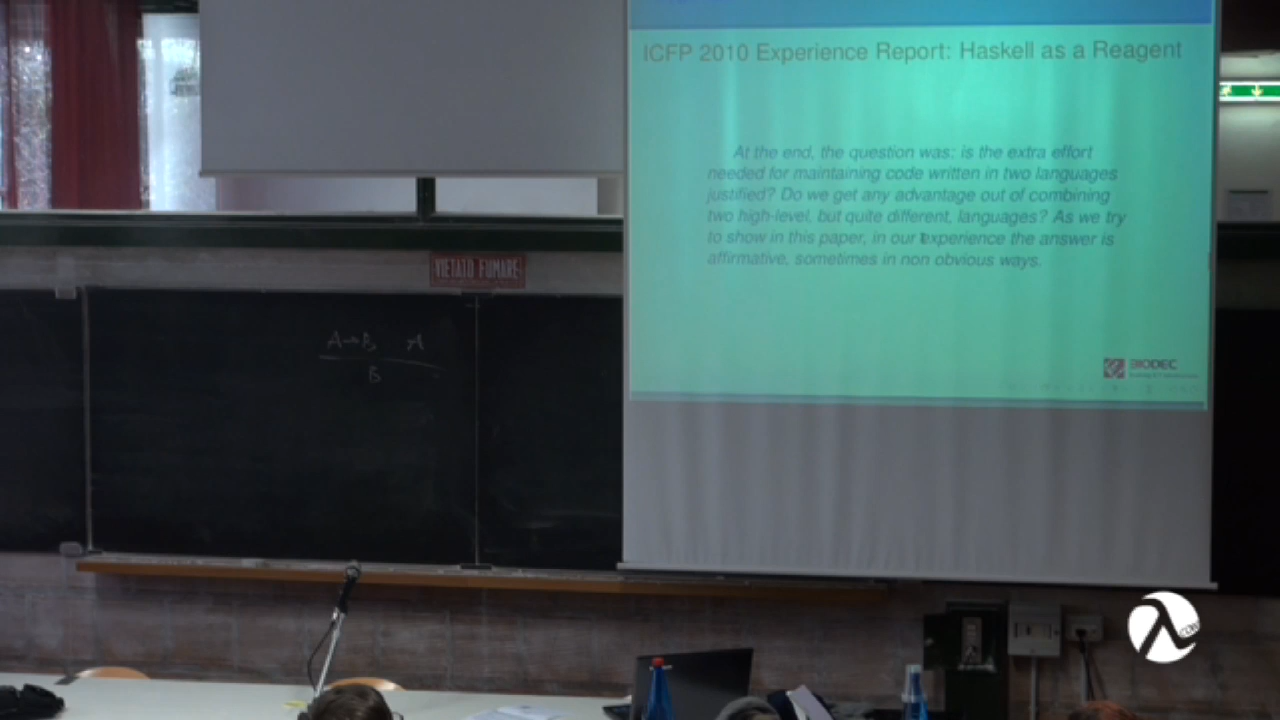 ICFP 2010 Experience Report: Haskell as a Reagent
At the end, the question was: is the extra effort
needed for maintaining code written in two languages
justified? Do we get any advantage out of combining
two high-level, but quite different, languages? As we try
to show in this paper, in our experience the answer is
affirmative, sometimes in non obvious ways.
BIODEC
VIETATO FUMARE
A→B A
B
λ
COW